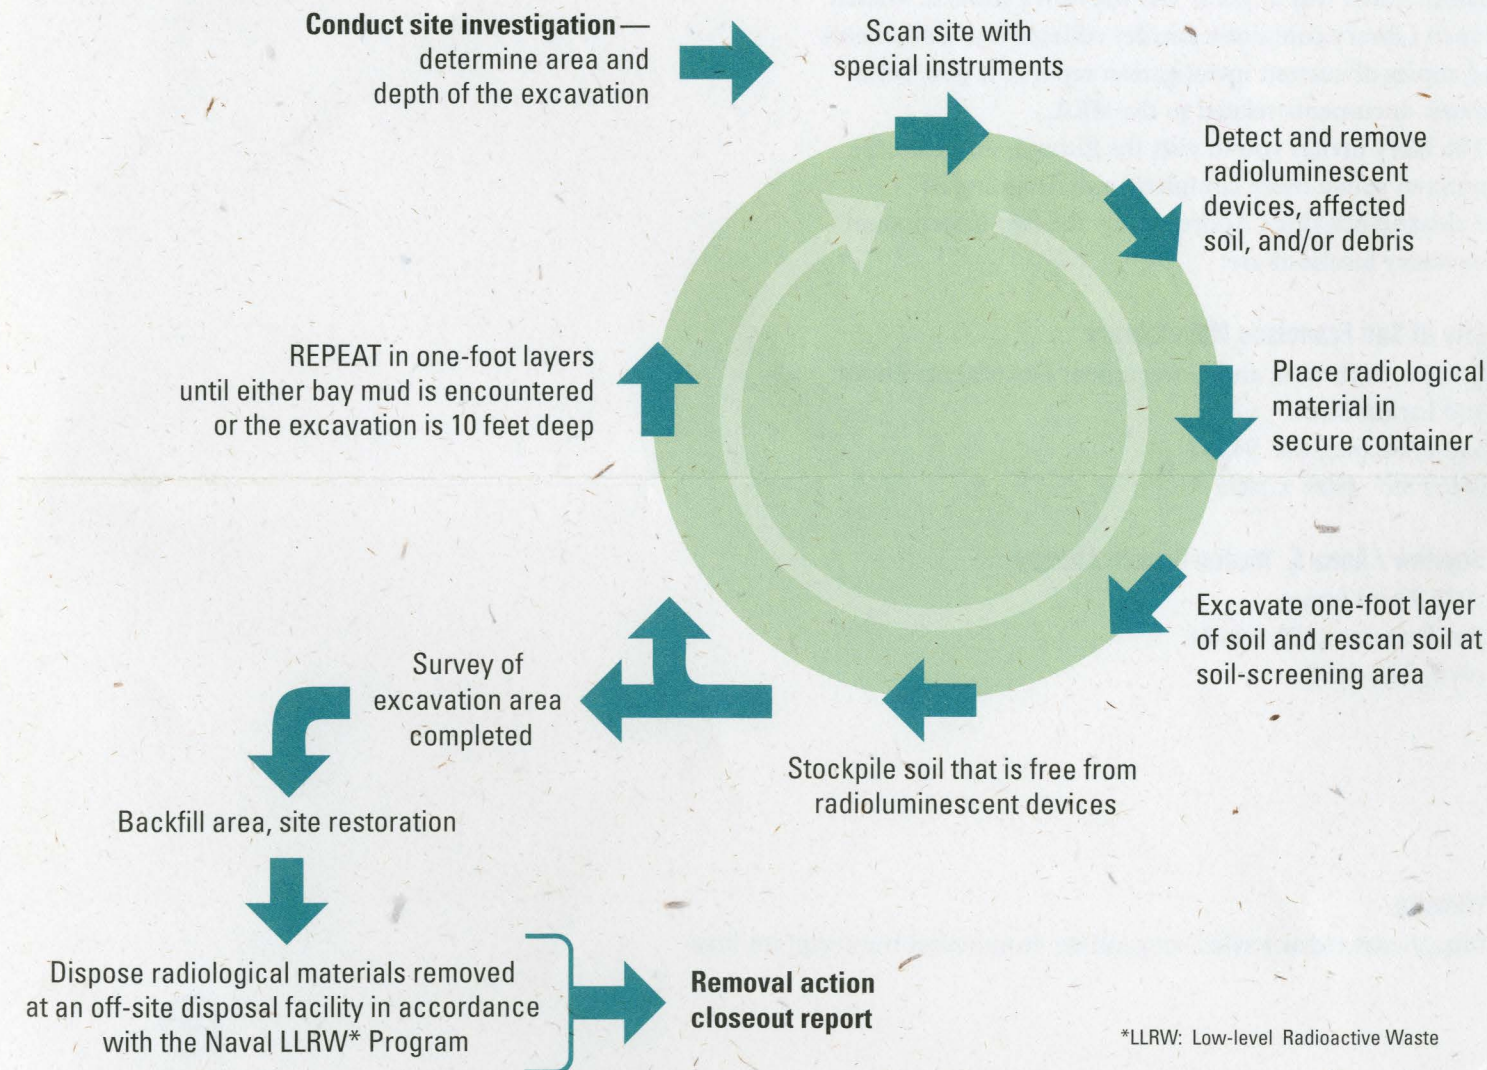 Conduct site investigation—
determine area and
depth of the excavation
Scan site with
special instruments
Detect and remove
radioluminescent
devices, affected
soil, and/or debris
Place radiological
material in
secure container
Excavate one-foot layer
of soil and rescan soil at
soil-screening area
Stockpile soil that is free from
radioluminescent devices
REPEAT in one-foot layers
until either bay mud is encountered
or the excavation is 10 feet deep
Survey of
excavation area
completed
Backfill area, site restoration
Dispose radiological materials removed
at an off-site disposal facility in accordance
with the Naval LLRW* Program
Removal action
closeout report
*LLRW: Low-level Radioactive Waste